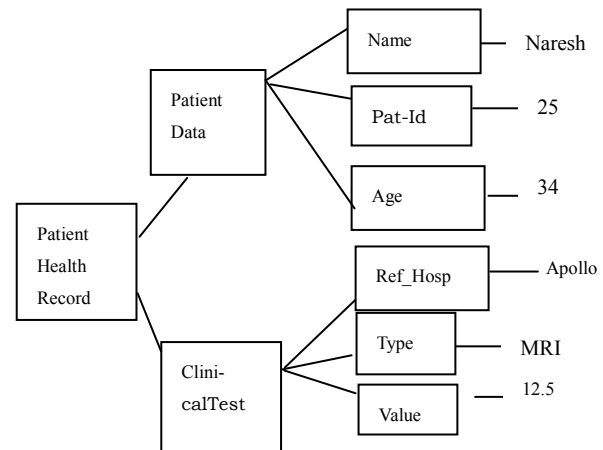 Name
Naresh
Patient
Data
Pat-Id
25
Age
34
Patient
Health
Record
Ref_Hosp
Apollo
Type
MRI
Clini-
calTest
Value
12.5